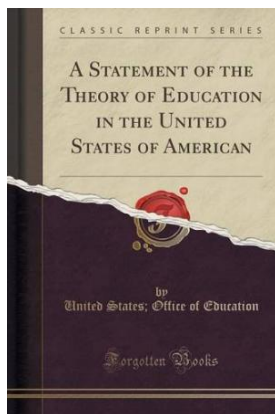 CLASSIC REPRINT SERIES
A STATEMENT OF THE
THEORY OF EDUCATION
IN THE UNITED
STATES OF AMERICAN
by
United States; Office of Education
Forgotten Books